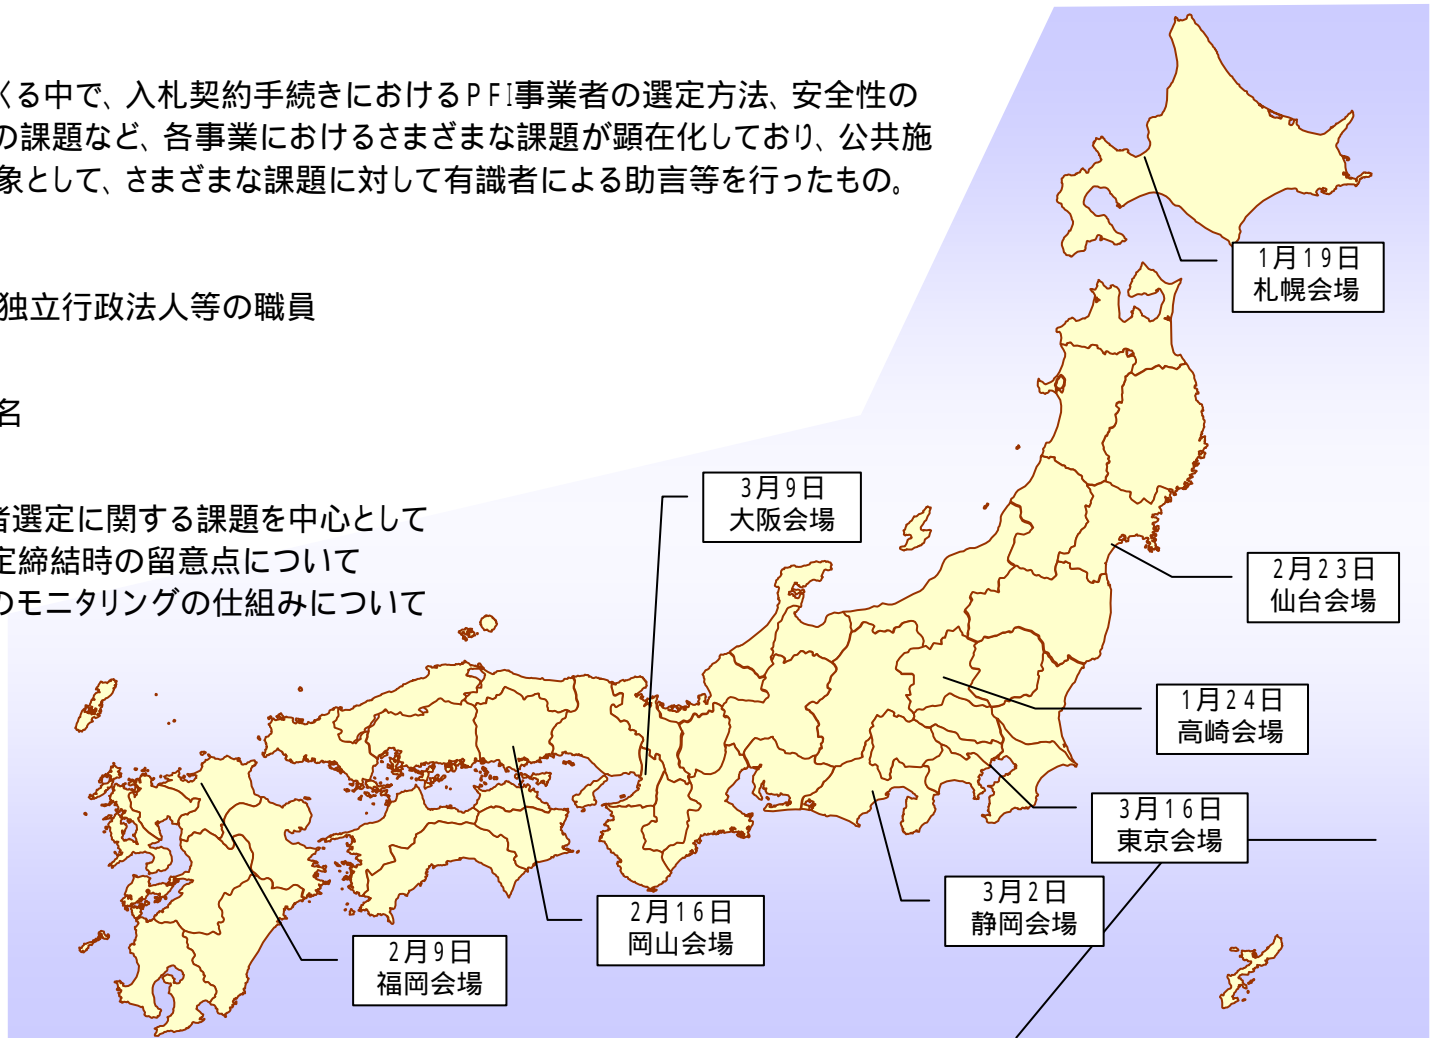 くる中で、入札契約手続きにおけるPFI事業者の選定方法、安全性の
の課題など、各事業におけるさまざまな課題が顕在化しており、公共施
象として、さまざまな課題に対して有識者による助言等を行ったもの。
独立行政法人等の職員
名
者選定に関する課題を中心として
定締結時の留意点について
のモニタリングの仕組みについて
1月19日
札幌会場
3月9日
大阪会場
2月23日
仙台会場
1月24日
高崎会場
3月16日
東京会場
3月2日
静岡会場
2月16日
岡山会場
2月9日
福岡会場